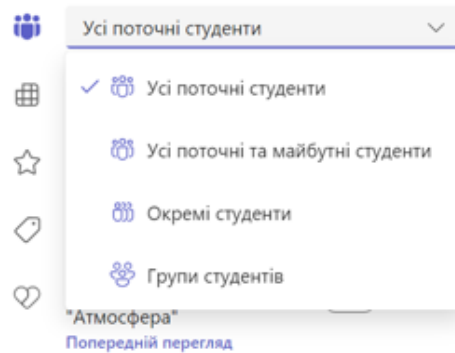 Усі поточні студенти
Усі поточні студенти
Усі поточні та майбутні студенти
Окремі студенти
Групи студентів
"Атмосфера"
Попередній перегляд